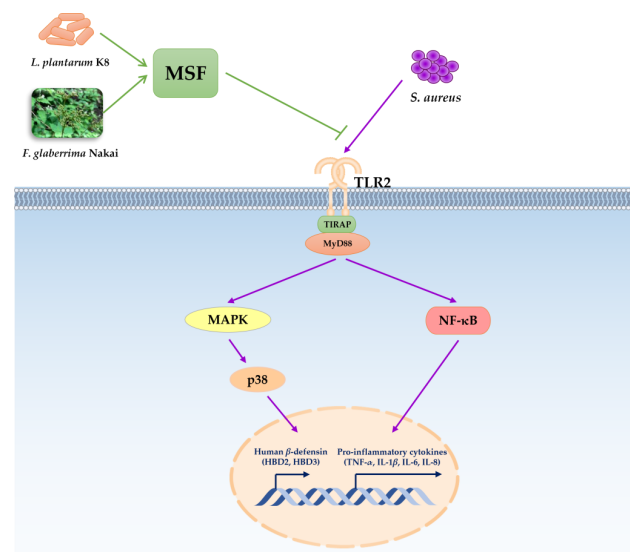 L. plantarum K8
MSF
S. aureus
F. glaberrima Nakai
TLR2
TIRAP
MyD88
MAPK
NF-κB
p38
Human β-defensin
(HBD2, HBD3)
Pro-inflammatory cytokines
(TNF-α, IL-1β, IL-6, IL-8)